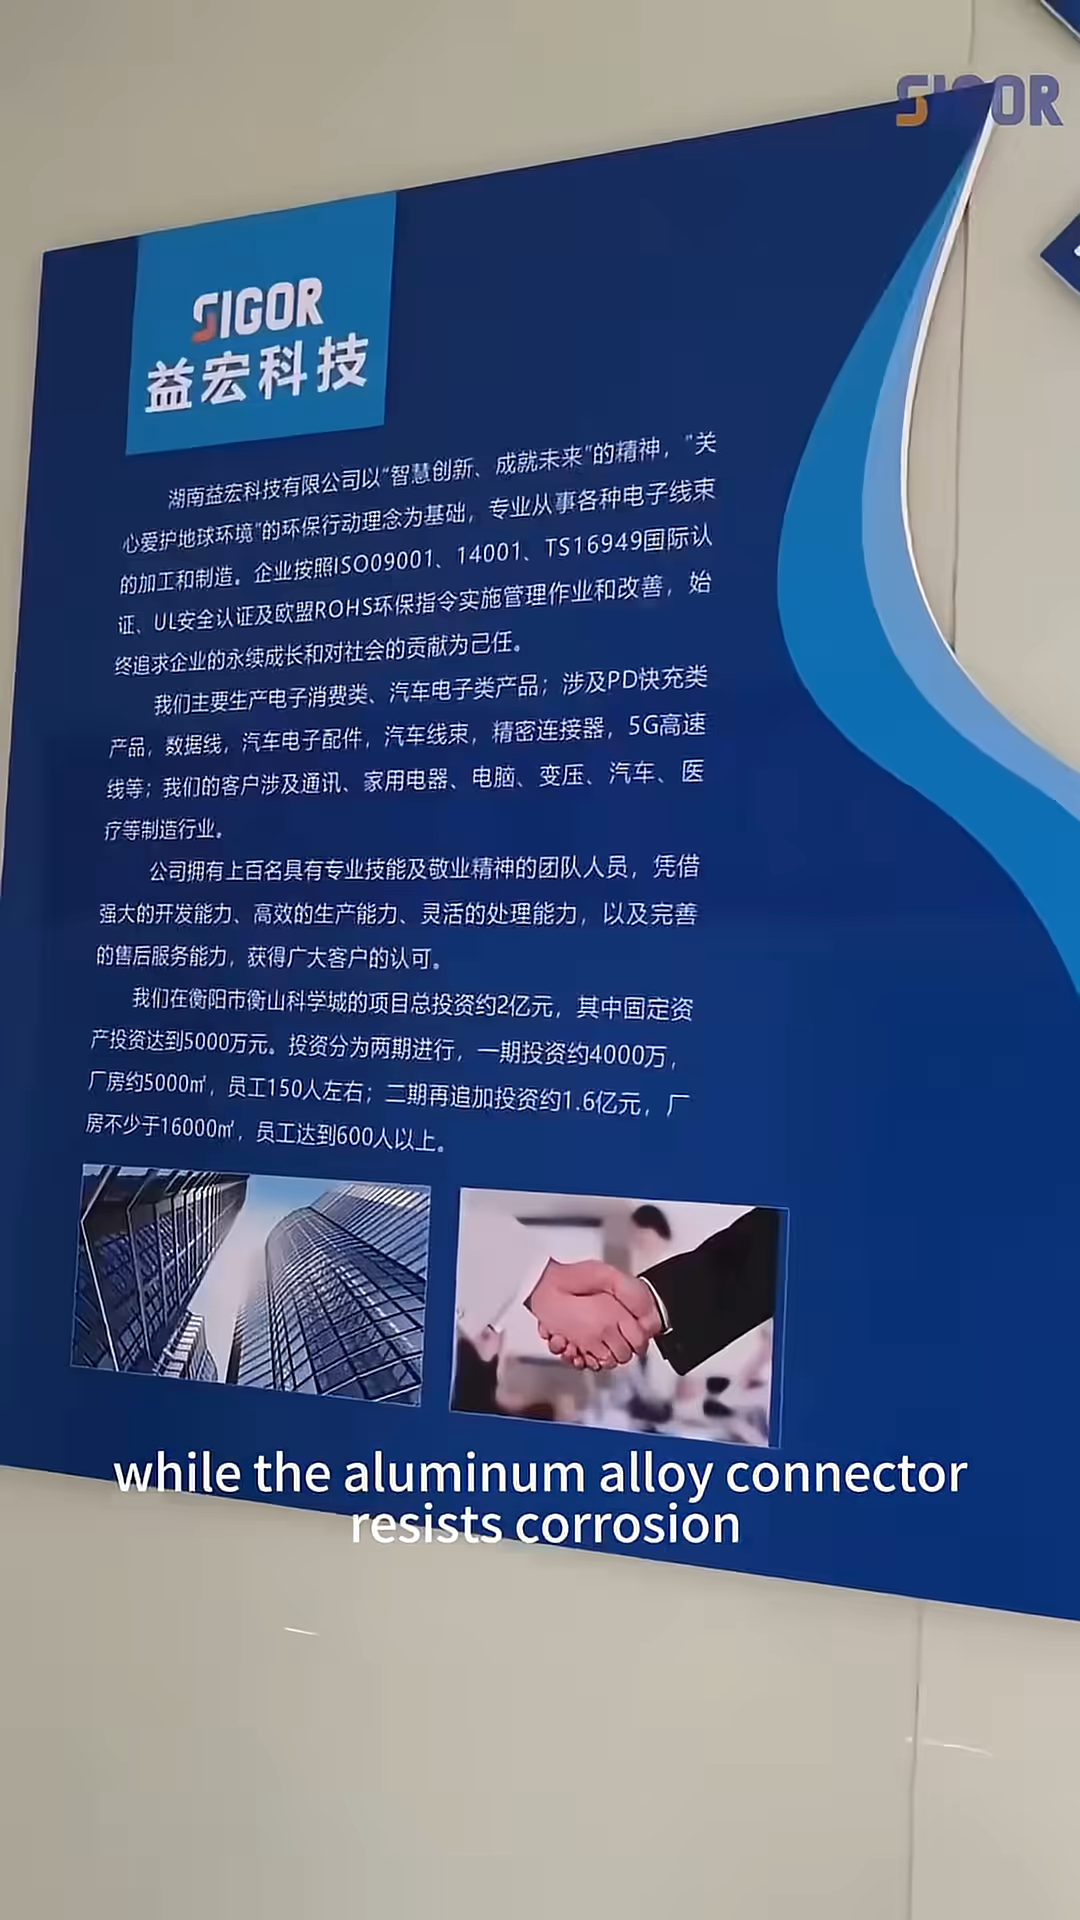 SIGOR
SIGOR
益宏科技
湖南益宏科技有限公司以"智慧创新、成就未来"的精神，"关
心爱护地球环境"的环保行动理念为基础，专业从事各种电子线束
的加工和制造。企业按照ISO09001、14001、TS16949国际认
证、UL安全认证及欧盟ROHS环保指令实施管理作业和改善，始
终追求企业的永续成长和对社会的贡献为己任。
我们主要生产电子消费类、汽车电子类产品；涉及PD快充类
产品，数据线，汽车电子配件，汽车线束，精密连接器，5G高速
线等；我们的客户涉及通讯、家用电器、电脑、变压、汽车、医
疗等制造行业。
公司拥有上百名具有专业技能及敬业精神的团队人员，凭借
强大的开发能力、高效的生产能力、灵活的处理能力，以及完善
的售后服务能力，获得广大客户的认可。
我们在衡阳市衡山科学城的项目总投资约2亿元，其中固定资
产投资达到5000万元。投资分为两期进行，一期投资约4000万，
厂房约5000㎡，员工150人左右；二期再追加投资约1.6亿元，厂
房不少于16000㎡，员工达到600人以上。
while the aluminum alloy connector
resists corrosion